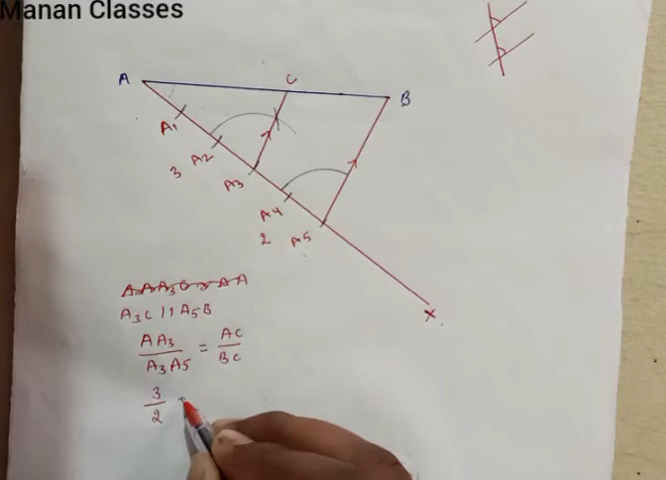 Manan Classes
A
C
B
A1
3
A2
A3
A4
2
A5
X
A3C || A5B
AA3 / A3A5 = AC / BC
3 / 2